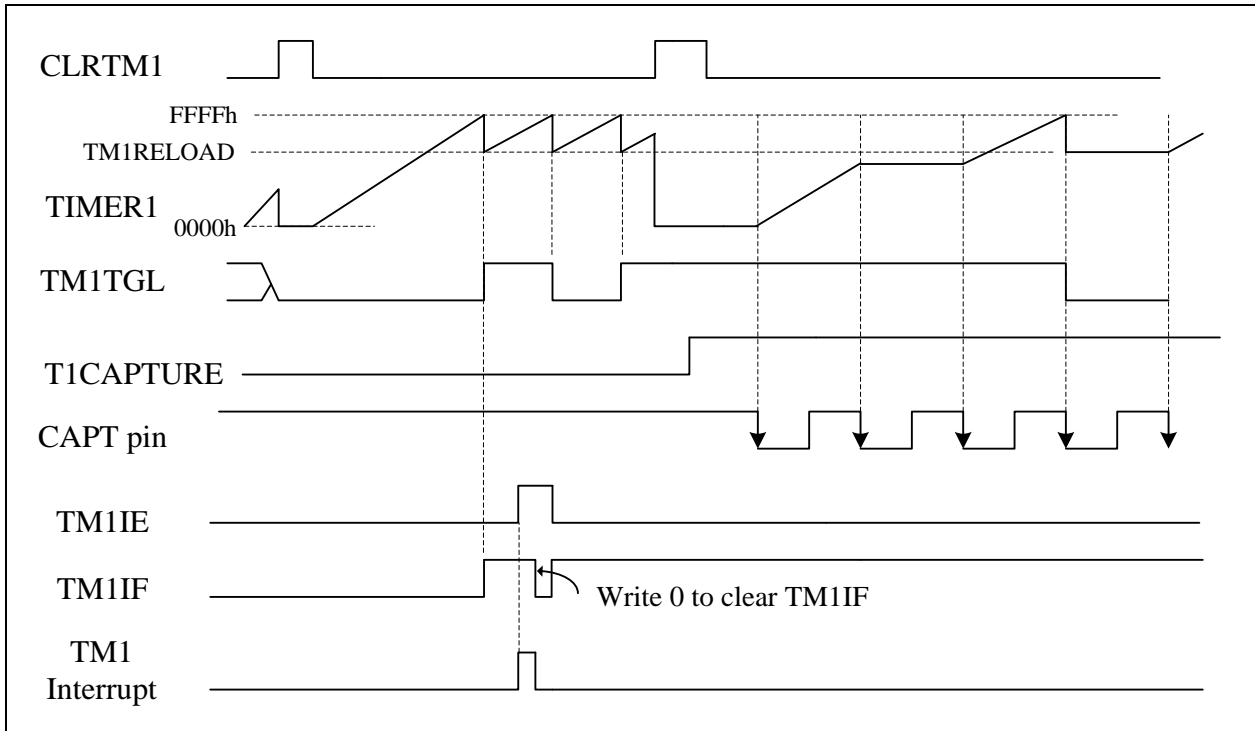 CLRTM1
FFFFh
TM1RELOAD
TIMER1
0000h
TM1TGL
T1CAPTURE
CAPT pin
TM1IE
TM1IF
Write 0 to clear TM1IF
TM1
Interrupt